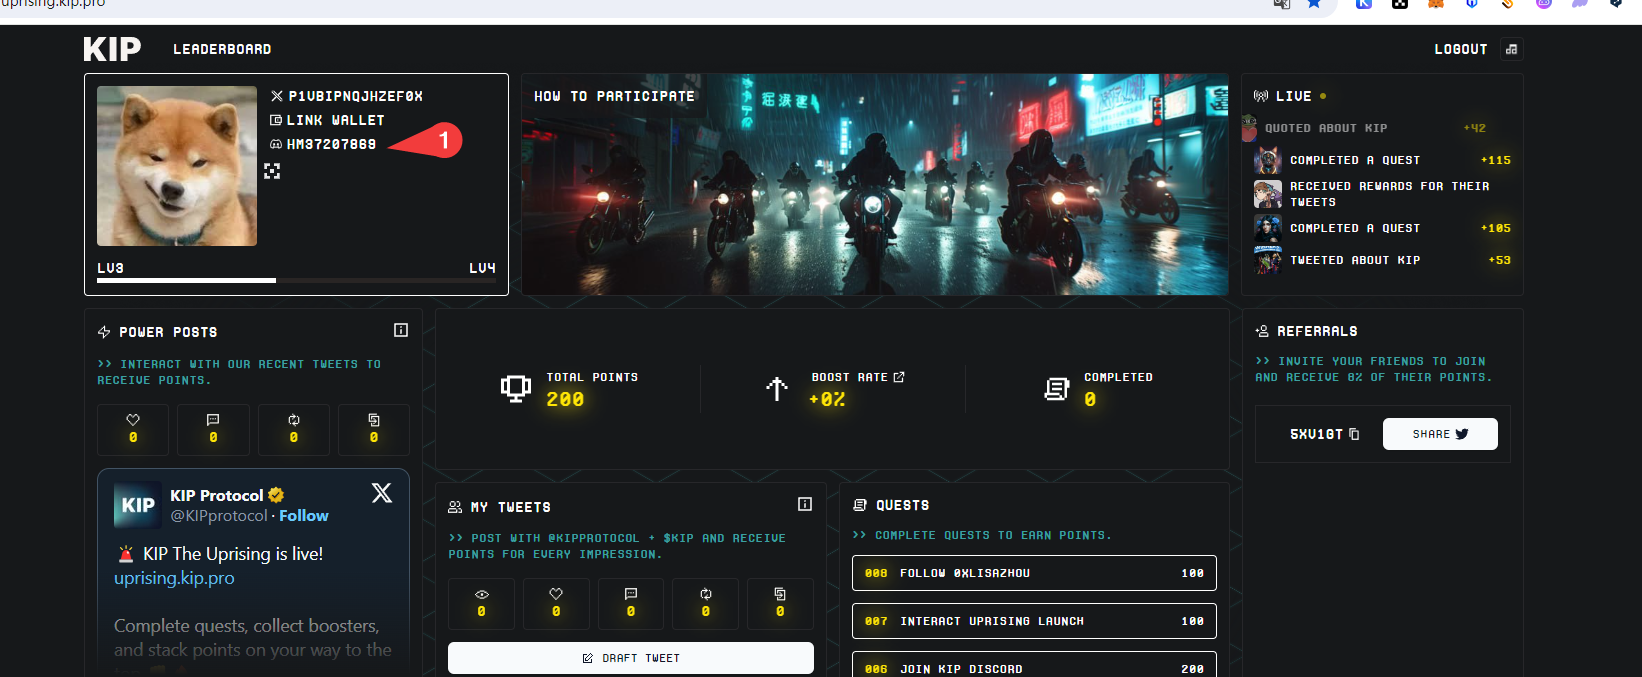 uprising.kip.pro
KIP
LEADERBOARD
LOGOUT
P1VBIPNQJHZEF0X
LINK WALLET
HM37207869
1
LV3
LV4
HOW TO PARTICIPATE
LIVE
QUOTED ABOUT KIP +42
COMPLETED A QUEST +115
RECEIVED REWARDS FOR THEIR
TWEETS
COMPLETED A QUEST +105
TWEETED ABOUT KIP +53
POWER POSTS
>> INTERACT WITH OUR RECENT TWEETS TO
RECEIVE POINTS.
0 0 0 0
KIP
KIP Protocol
@KIPprotocol · Follow
🚨 KIP The Uprising is live!
uprising.kip.pro
Complete quests, collect boosters,
and stack points on your way to the
TOTAL POINTS
200
BOOST RATE
+0%
COMPLETED
0
MY TWEETS
>> POST WITH @KIPPROTOCOL + $KIP AND RECEIVE
POINTS FOR EVERY IMPRESSION.
0 0 0 0 0
DRAFT TWEET
QUESTS
>> COMPLETE QUESTS TO EARN POINTS.
008 FOLLOW 0XLISAZHOU 100
007 INTERACT UPRISING LAUNCH 100
006 JOIN KIP DISCORD 200
REFERRALS
>> INVITE YOUR FRIENDS TO JOIN
AND RECEIVE 8% OF THEIR POINTS.
5XV1GT
SHARE